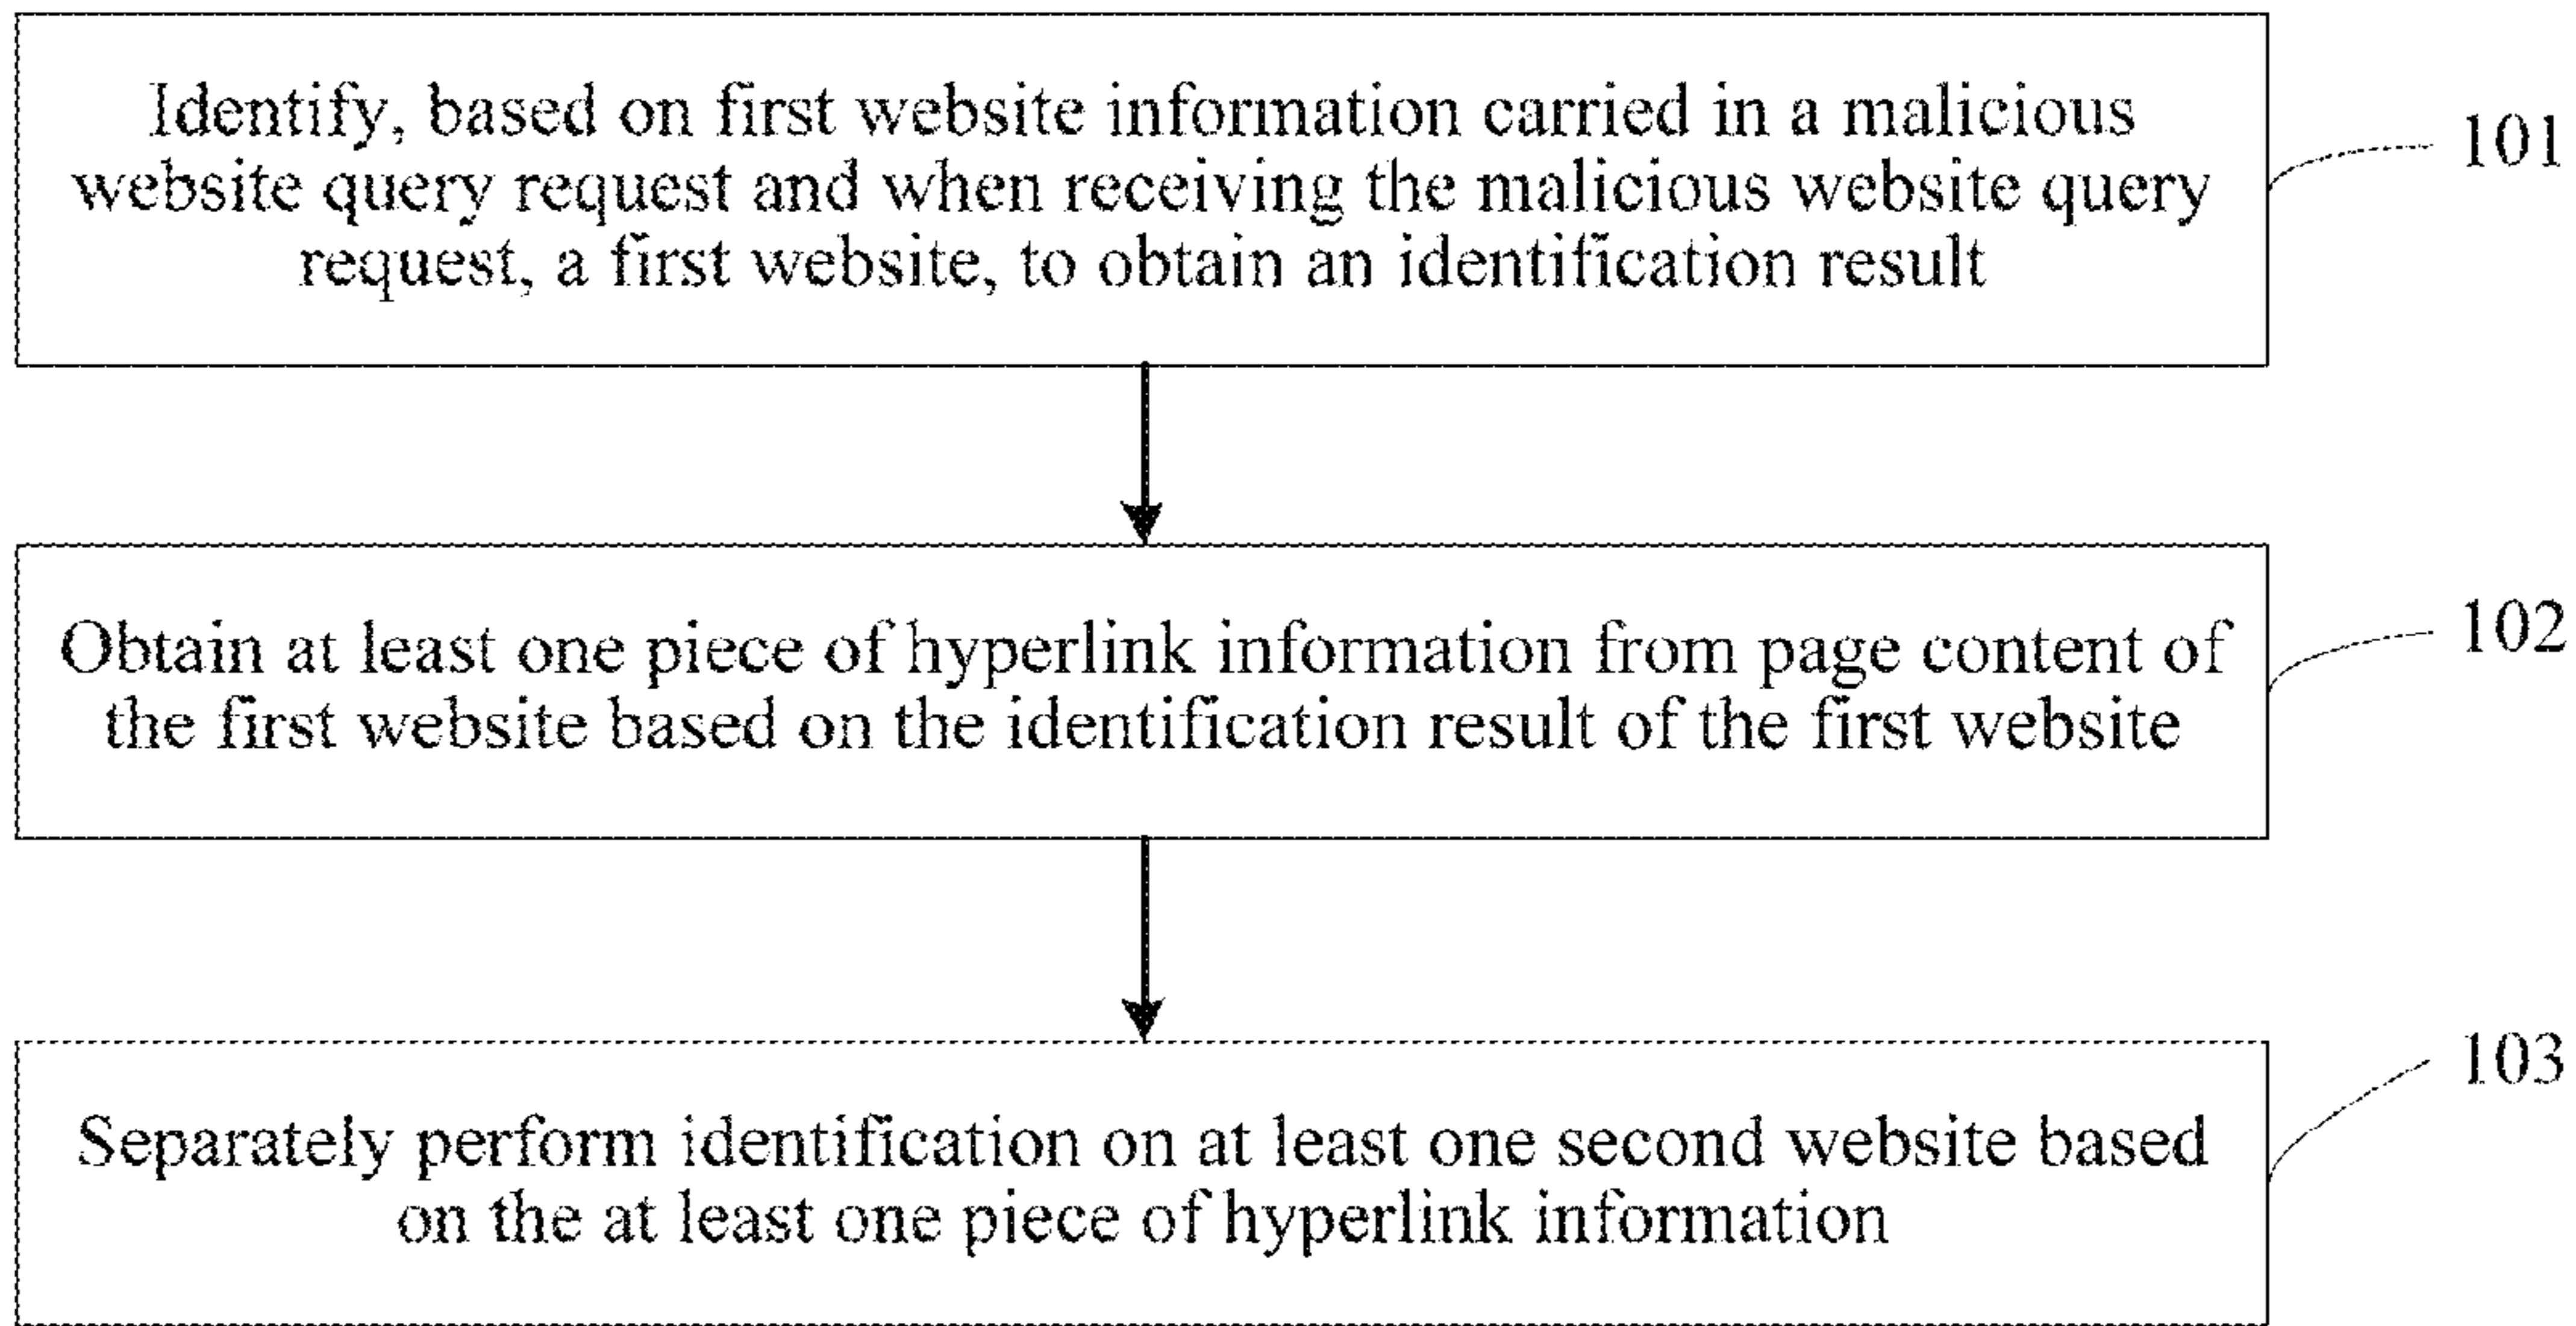 Identify, based on first website information carried in a malicious
website query request and when receiving the malicious website query
request, a first website, to obtain an identification result
101
Obtain at least one piece of hyperlink information from page content of
the first website based on the identification result of the first website
102
Separately perform identification on at least one second website based
on the at least one piece of hyperlink information
103